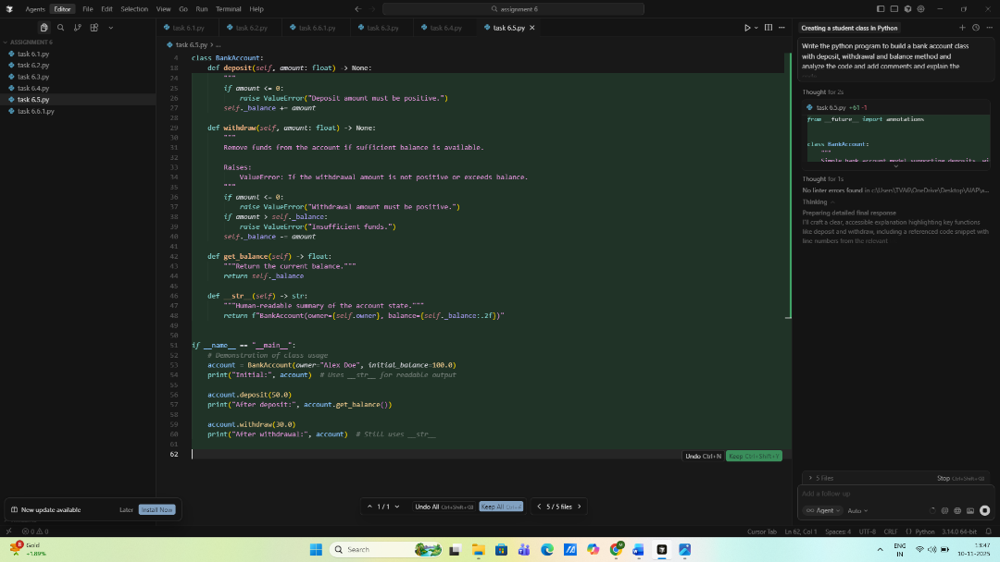 Agents Editor File Edit Selection View Go Run Terminal Help
assignment 6
ASSIGNMENT 6
task 6.1.py
task 6.2.py
task 6.3.py
task 6.4.py
task 6.5.py
task 6.6.1.py
task 6.1.py task 6.2.py task 6.6.1.py task 6.3.py task 6.4.py task 6.5.py
task 6.5.py > ...
4 class BankAccount:
18 def deposit(self, amount: float) -> None:
24 """
25 if amount <= 0:
26 raise ValueError("Deposit amount must be positive.")
27 self._balance += amount
28
29 def withdraw(self, amount: float) -> None:
30 """
31 Remove funds from the account if sufficient balance is available.
32
33 Raises:
34 ValueError: If the withdrawal amount is not positive or exceeds balance.
35 """
36 if amount <= 0:
37 raise ValueError("Withdrawal amount must be positive.")
38 if amount > self._balance:
39 raise ValueError("Insufficient funds.")
40 self._balance -= amount
41
42 def get_balance(self) -> float:
43 """Return the current balance."""
44 return self._balance
45
46 def __str__(self) -> str:
47 """Human-readable summary of the account state."""
48 return f"BankAccount(owner={self.owner}, balance={self._balance:.2f})"
49
50
51 if __name__ == "__main__":
52 # Demonstration of class usage
53 account = BankAccount(owner="Alex Doe", initial_balance=100.0)
54 print("Initial:", account) # Uses __str__ for readable output
55
56 account.deposit(50.0)
57 print("After deposit:", account.get_balance())
58
59 account.withdraw(30.0)
60 print("After withdrawal:", account) # Still uses __str__
61
62
Undo Ctrl+N Keep Ctrl+Shift+Y
1 / 1 Undo All Ctrl+Shift+⌫ Keep All 5 / 5 files
New update available Later Install Now
Creating a student class in Python
Write the python program to build a bank account class
with deposit, withdrawal and balance method and
analyze the code and add comments and explain the
Thought for 2s
task 6.5.py +61 -1
from __future__ import annotations
class BankAccount:
"""
Simple bank account model supporting deposits, wi
Thought for 1s
No linter errors found in c:\Users\TVAP\OneDrive\Desktop\AIAP\a...
Thinking
Preparing detailed final response
I'll craft a clear, accessible explanation highlighting key functions
like deposit and withdraw, including a referenced code snippet with
line numbers from the relevant.
5 Files Stop Ctrl+Shift+⌫
Add a follow up
Agent Auto
0 0 Cursor Tab Ln 62, Col 1 Spaces: 4 UTF-8 CRLF {} Python 3.14.0 64-bit
8 Gold
+1.89%
Search
ENG
IN
13:47
10-11-2025